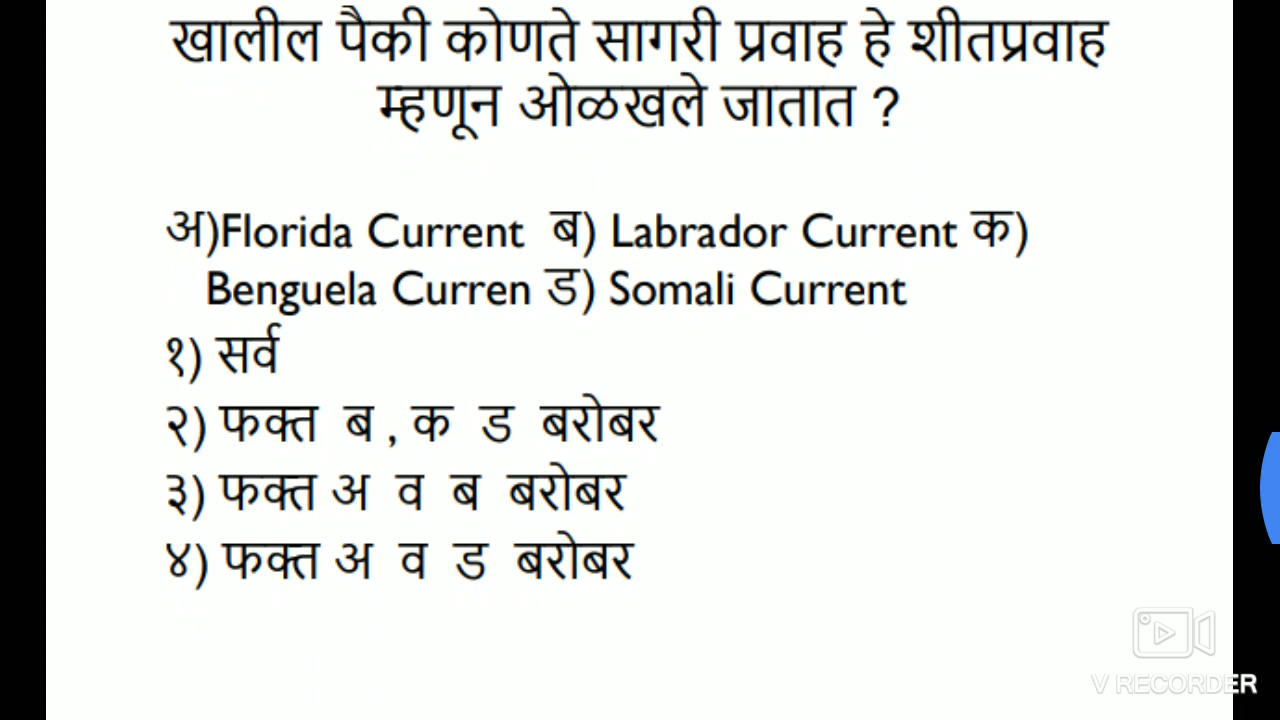 खालील पैकी कोणते सागरी प्रवाह हे शीतप्रवाह
म्हणून ओळखले जातात ?
अ)Florida Current ब) Labrador Current क)
Benguela Curren ड) Somali Current
१) सर्व
२) फक्त ब , क ड बरोबर
३) फक्त अ व ब बरोबर
४) फक्त अ व ड बरोबर
V RECORDER